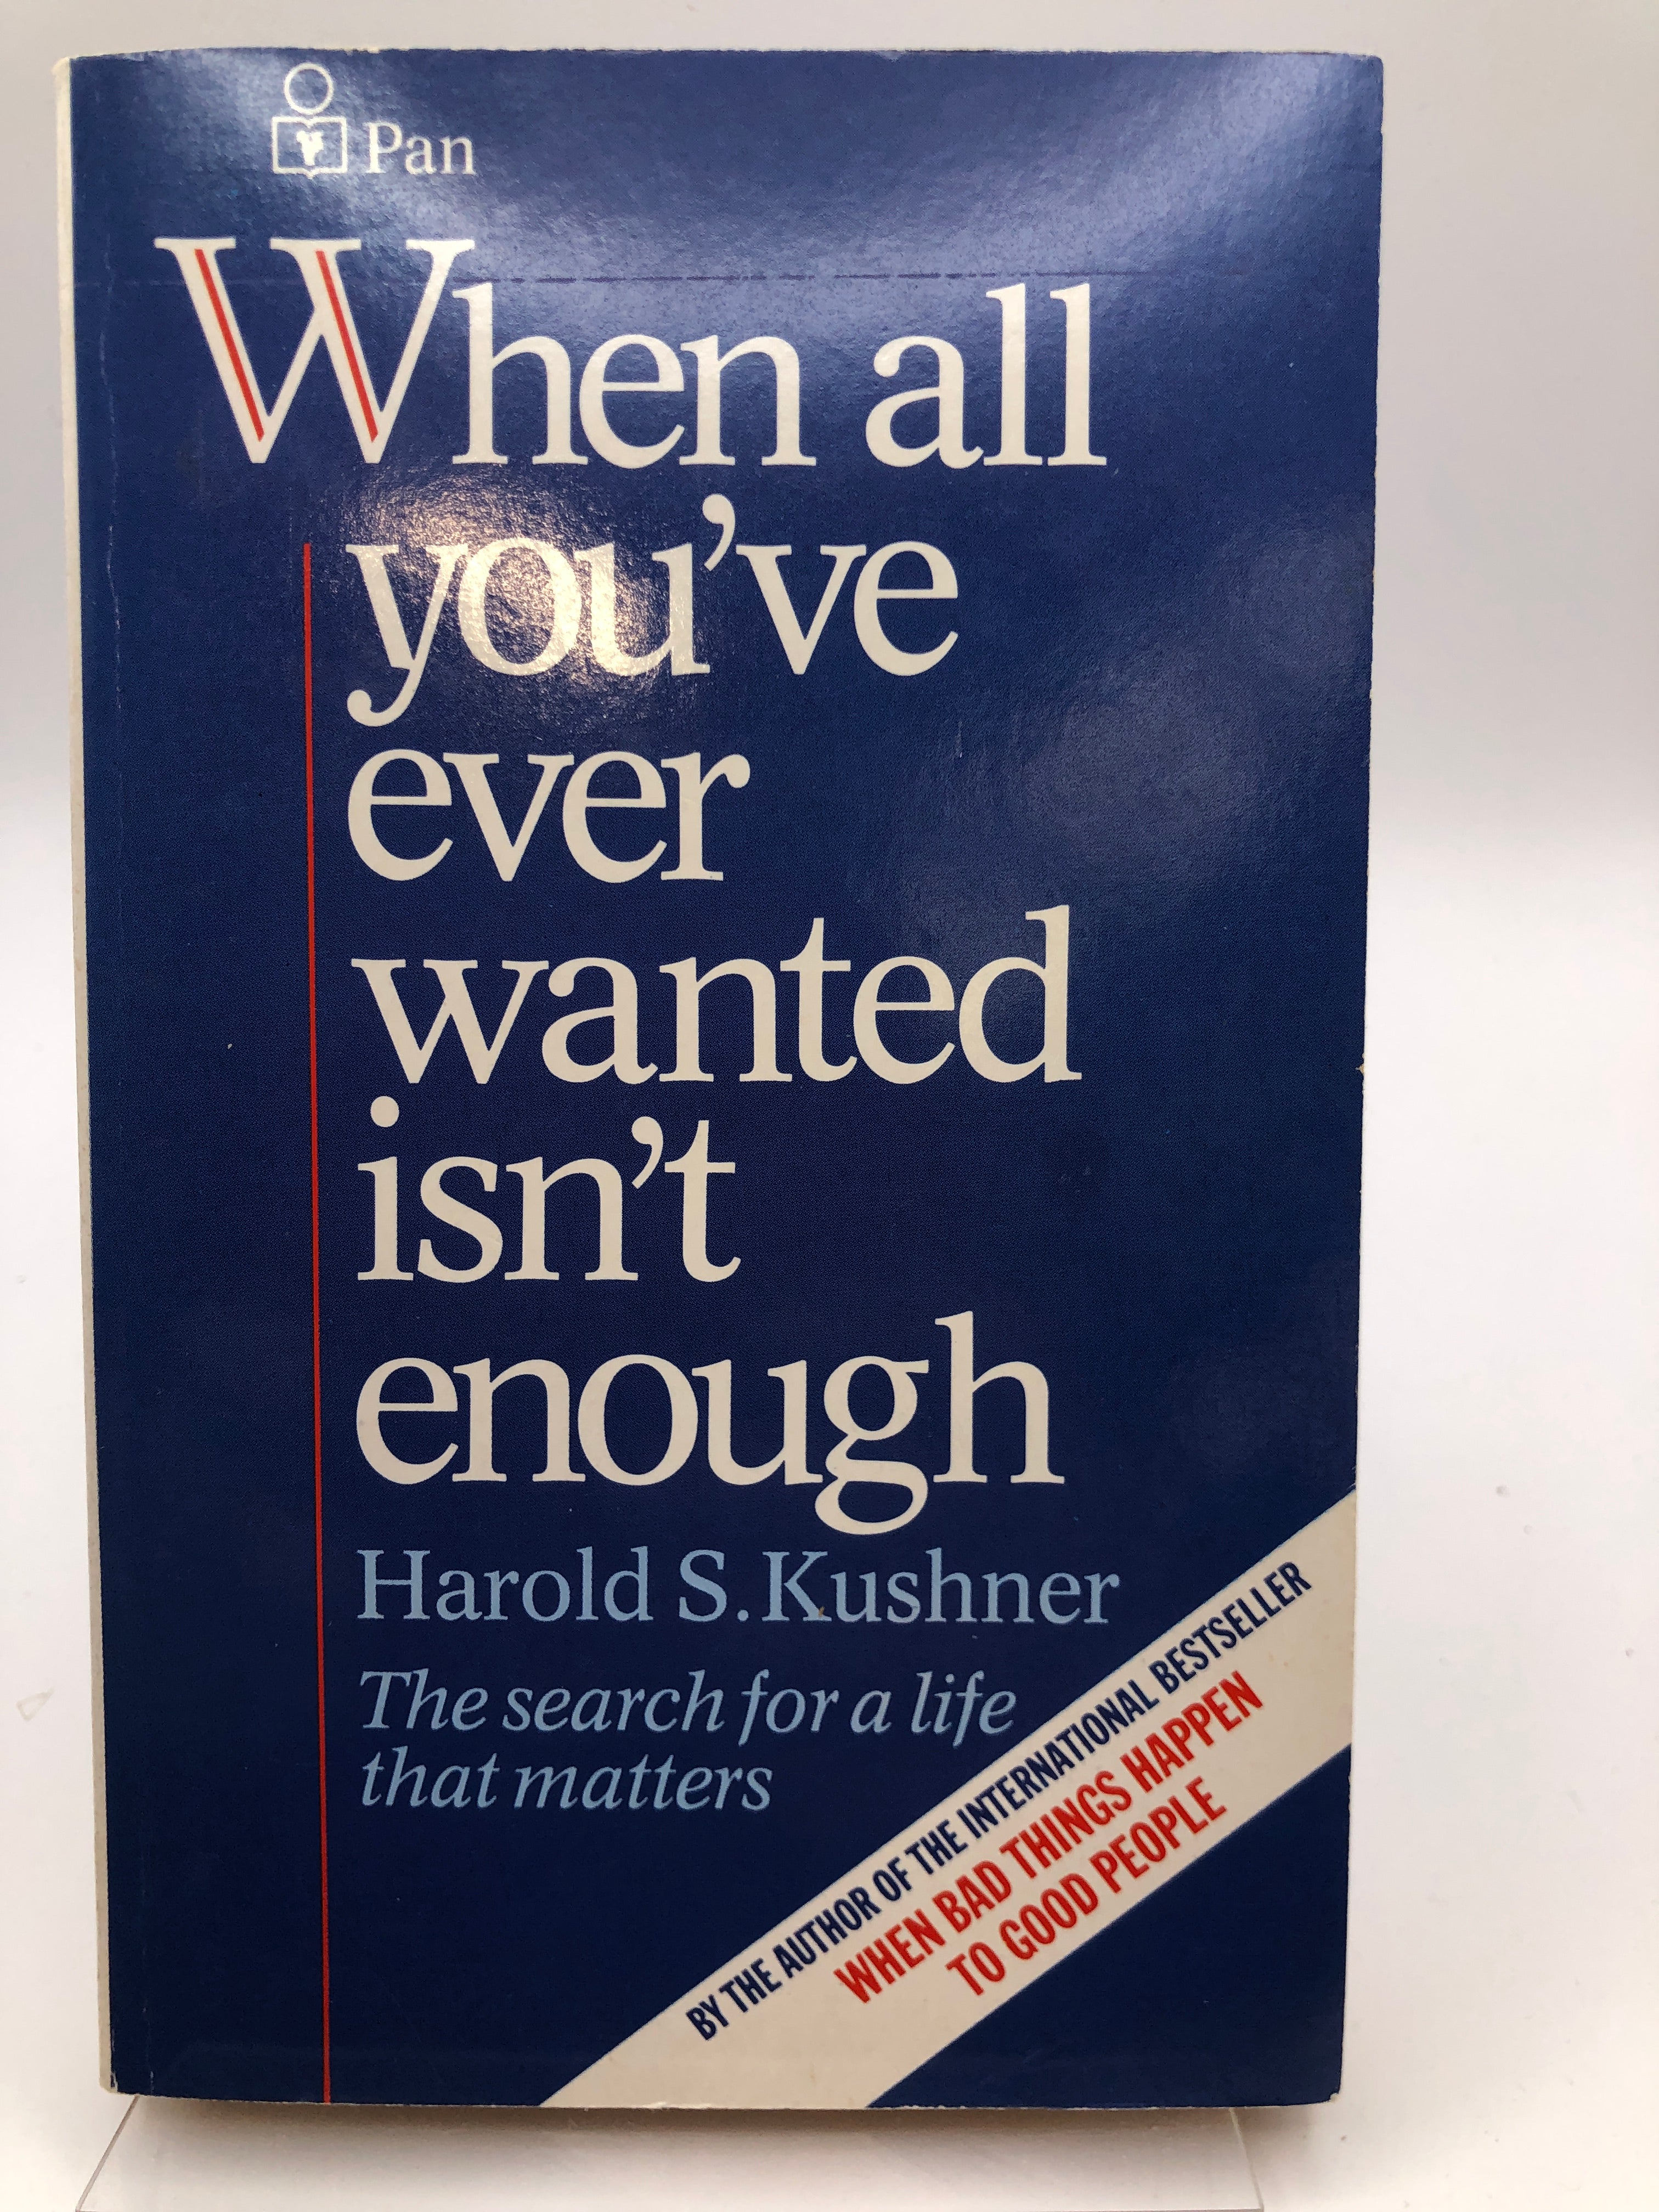 Pan
When all
you’ve
ever
wanted
isn’t
enough
Harold S. Kushner
The search for a life
that matters
BY THE AUTHOR OF THE INTERNATIONAL BESTSELLER
WHEN BAD THINGS HAPPEN
TO GOOD PEOPLE